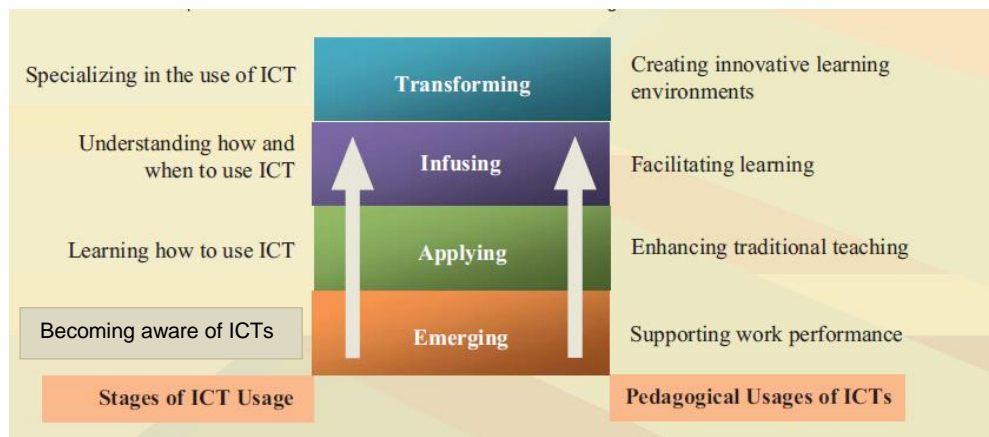 Specializing in the use of ICT
Transforming
Creating innovative learning
environments
Understanding how and
when to use ICT
Infusing
Facilitating learning
Learning how to use ICT
Applying
Enhancing traditional teaching
Becoming aware of ICTs
Emerging
Supporting work performance
Stages of ICT Usage
Pedagogical Usages of ICTs